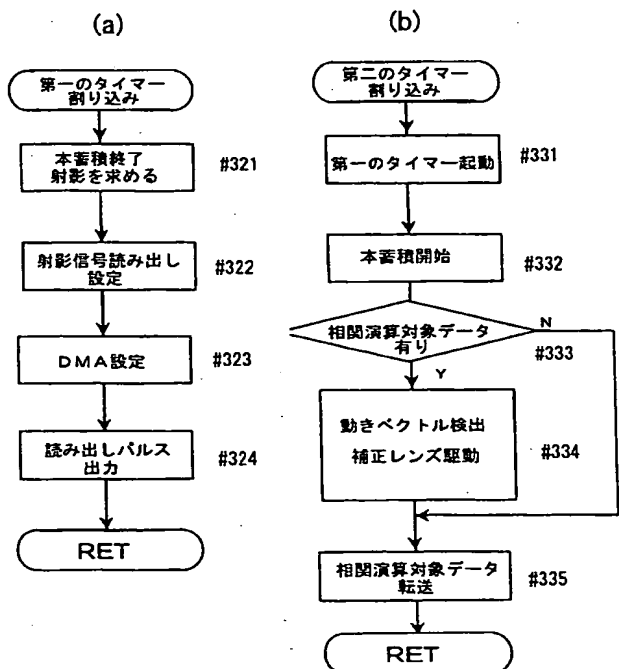 (a)
第一のタイマー
割り込み
本蓄積終了
射影を求める
#321
射影信号読み出し
設定
#322
DMA設定
#323
読み出しパルス
出力
#324
RET
(b)
第二のタイマー
割り込み
第一のタイマー起動
#331
本蓄積開始
#332
相関演算対象データ
有り
N
#333
Y
動きベクトル検出
補正レンズ駆動
#334
相関演算対象データ
転送
#335
RET